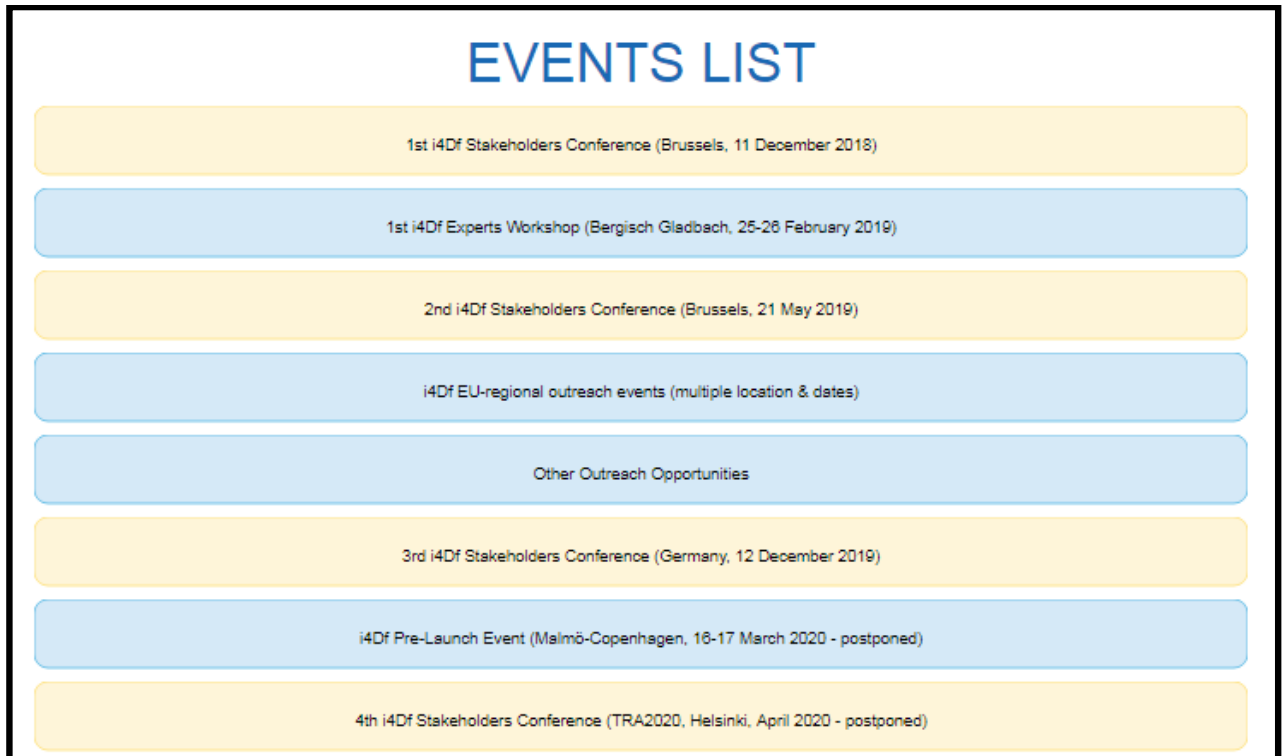 EVENTS LIST
1st i4Df Stakeholders Conference (Brussels, 11 December 2018)
1st i4Df Experts Workshop (Bergisch Gladbach, 25-26 February 2019)
2nd i4Df Stakeholders Conference (Brussels, 21 May 2019)
i4Df EU-regional outreach events (multiple location & dates)
Other Outreach Opportunities
3rd i4Df Stakeholders Conference (Germany, 12 December 2019)
i4Df Pre-Launch Event (Malmö-Copenhagen, 16-17 March 2020 - postponed)
4th i4Df Stakeholders Conference (TRA2020, Helsinki, April 2020 - postponed)